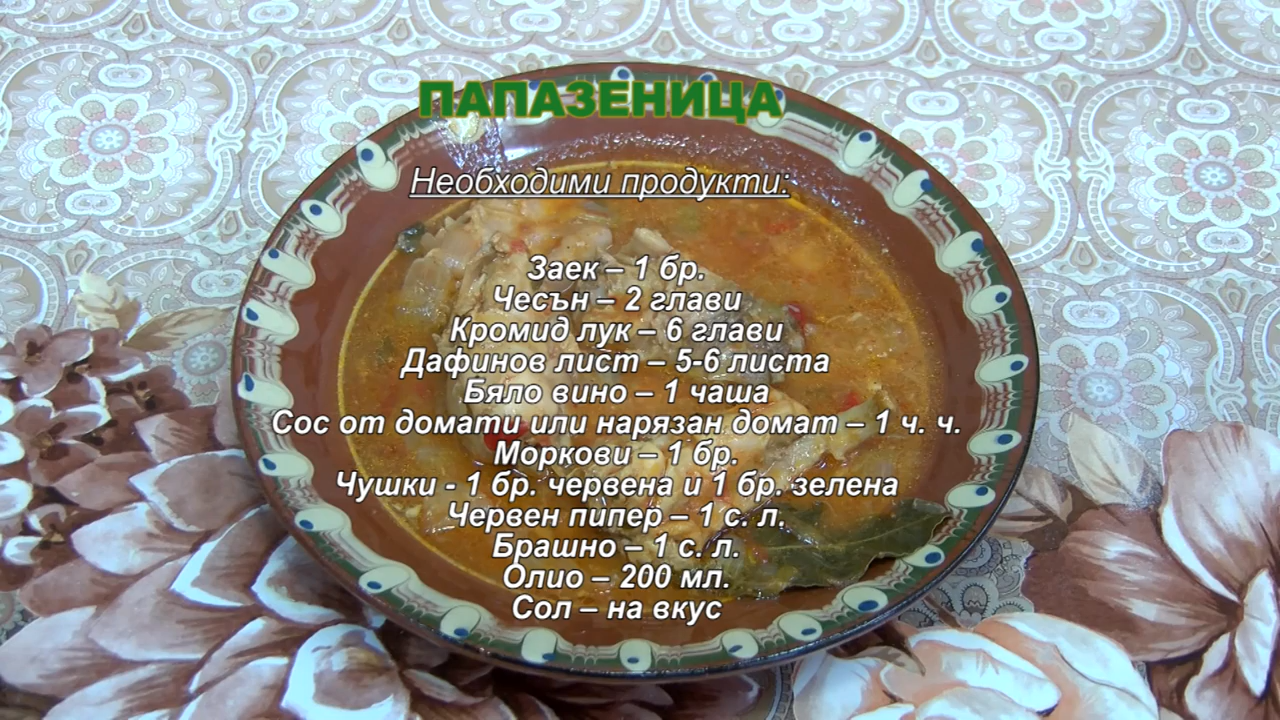 ПАПАЗЕНИЦА
Необходими продукти:
Заек – 1 бр.
Чесън – 2 глави
Кромид лук – 6 глави
Дафинов лист – 5-6 листа
Бяло вино – 1 чаша
Сос от домати или нарязан домат – 1 ч. ч.
Моркови – 1 бр.
Чушки - 1 бр. червена и 1 бр. зелена
Червен пипер – 1 с. л.
Брашно – 1 с. л.
Олио – 200 мл.
Сол – на вкус